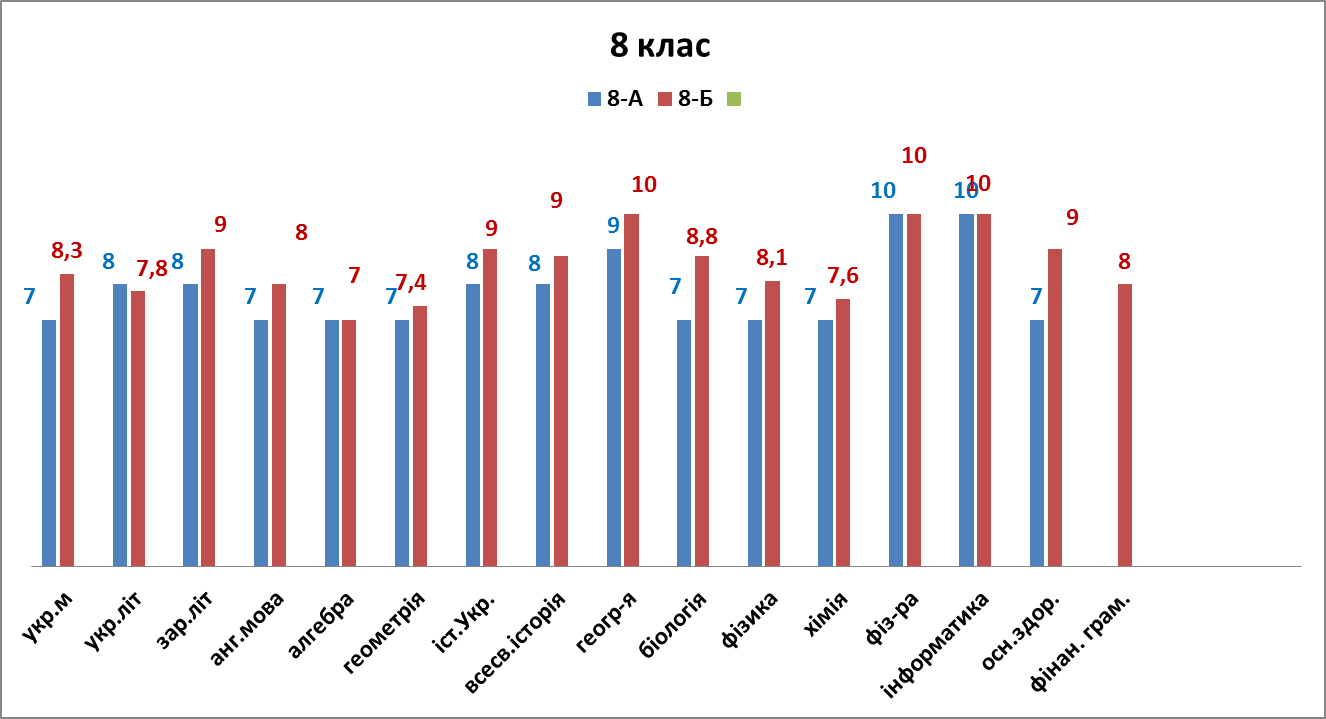 8 клас
8-А 8-Б
7 8,3 8 7,8 8 9 7 8 7 7 7 7,4 8 9 8 9 9 10 7 8,8 7 8,1 7 7,6 10 10 10 10 7 9 8
укр.м
укр.літ
зар.літ
анг.мова
алгебра
геометрія
іст.Укр.
всесв.історія
геогр-я
біологія
фізика
хімія
фіз-ра
інформатика
осн.здор.
фінан. грам.